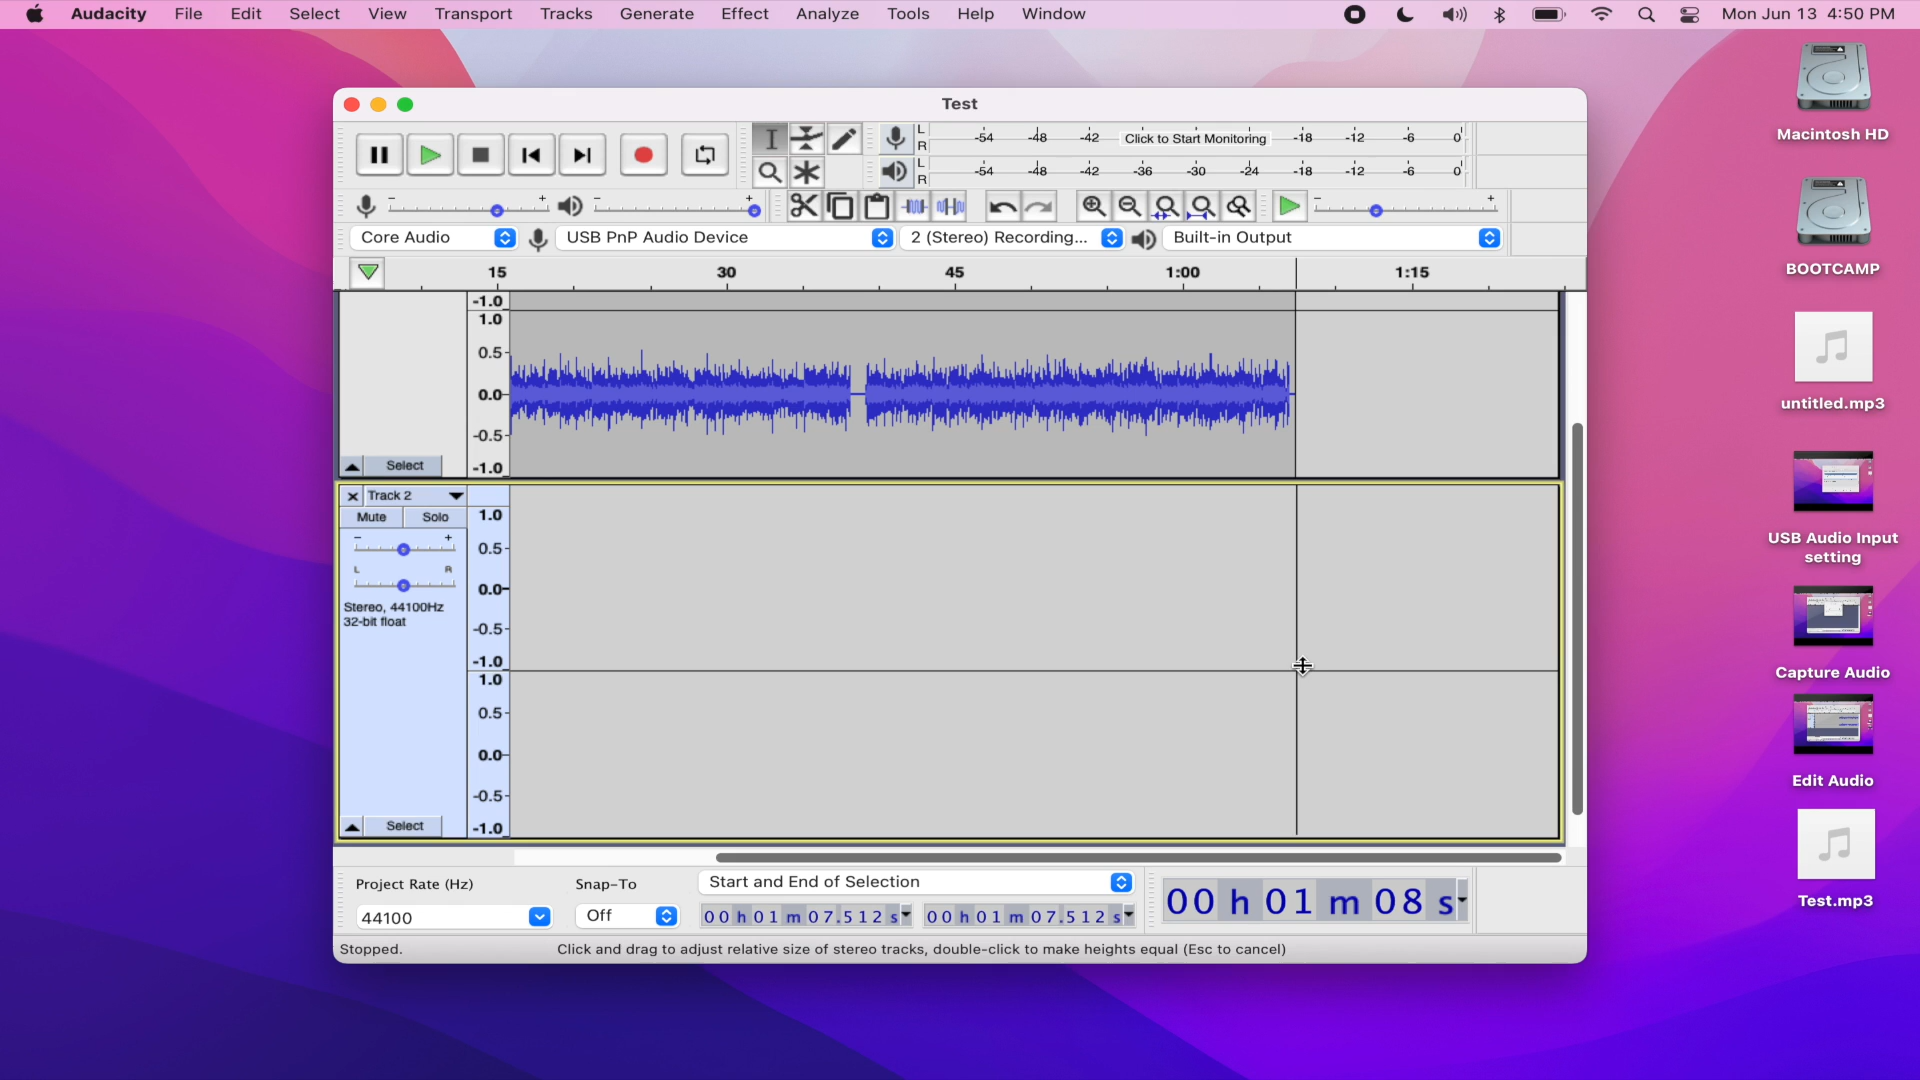 Audacity File Edit Select View Transport Tracks Generate Effect Analyze Tools Help Window Mon Jun 13 4:50 PM
Test
L
R
-54 -48 -42 Click to Start Monitoring -18 -12 -6 0
L
R
-54 -48 -42 -36 -30 -24 -18 -12 -6 0
- + - + - +
Core Audio USB PnP Audio Device 2 (Stereo) Recording... Built-in Output
15 30 45 1:00 1:15
-1.0
1.0
0.5
0.0
-0.5
-1.0
Select
Track 2
Mute Solo
- +
L R
Stereo, 44100Hz
32-bit float
Select
1.0
0.5
0.0
-0.5
-1.0
1.0
0.5
0.0
-0.5
-1.0
Project Rate (Hz) Snap-To Start and End of Selection
44100 Off 00 h 01 m 07.512 s 00 h 01 m 07.512 s
00 h 01 m 08 s
Stopped. Click and drag to adjust relative size of stereo tracks, double-click to make heights equal (Esc to cancel)
Macintosh HD
BOOTCAMP
untitled.mp3
USB Audio Input
setting
Capture Audio
Edit Audio
Test.mp3